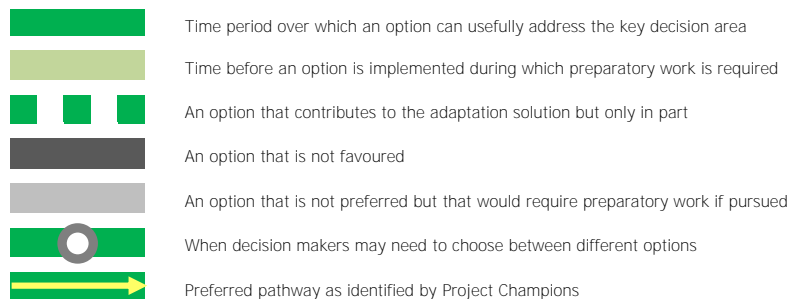 Time period over which an option can usefully address the key decision area
Time before an option is implemented during which preparatory work is required
An option that contributes to the adaptation solution but only in part
An option that is not favoured
An option that is not preferred but that would require preparatory work if pursued
When decision makers may need to choose between different options
Preferred pathway as identified by Project Champions